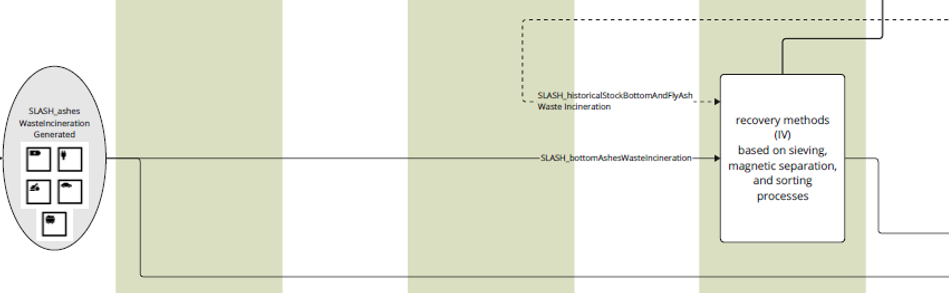 SLASH_ashes
WasteIncineration
Generated
SLASH_historicalStockBottomAndFlyAsh
Waste Incineration
SLASH_bottomAshesWasteIncineration
recovery methods
(IV)
based on sieving,
magnetic separation,
and sorting
processes